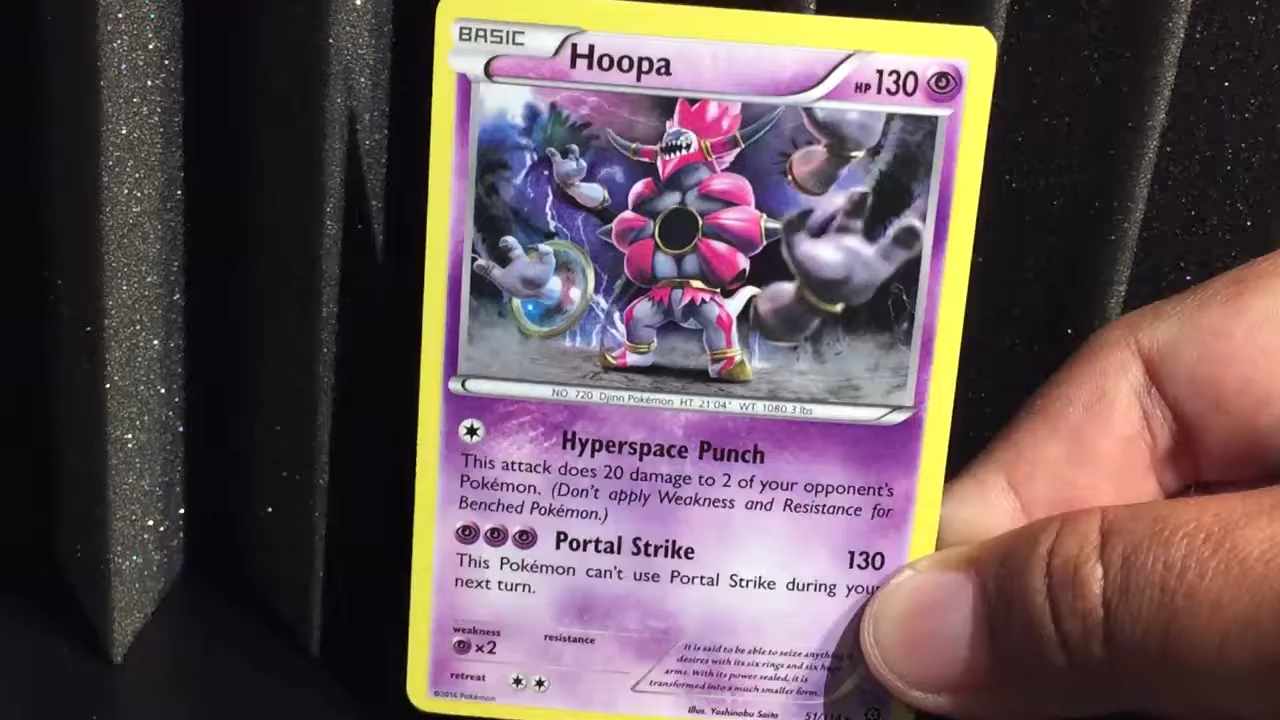 BASIC
Hoopa
HP 130
NO. 720 Djinn Pokémon HT: 21'04" WT: 1080.3 lbs
Hyperspace Punch
This attack does 20 damage to 2 of your opponent's
Pokémon. (Don't apply Weakness and Resistance for
Benched Pokémon.)
Portal Strike 130
This Pokémon can't use Portal Strike during your
next turn.
weakness
×2
resistance
retreat
It is said to be able to seize anything it
desires with its six rings and six huge
arms. With its power sealed, it is
transformed into a much smaller form.
©2016 Pokémon
Illus. Yoshinobu Saito
51/114